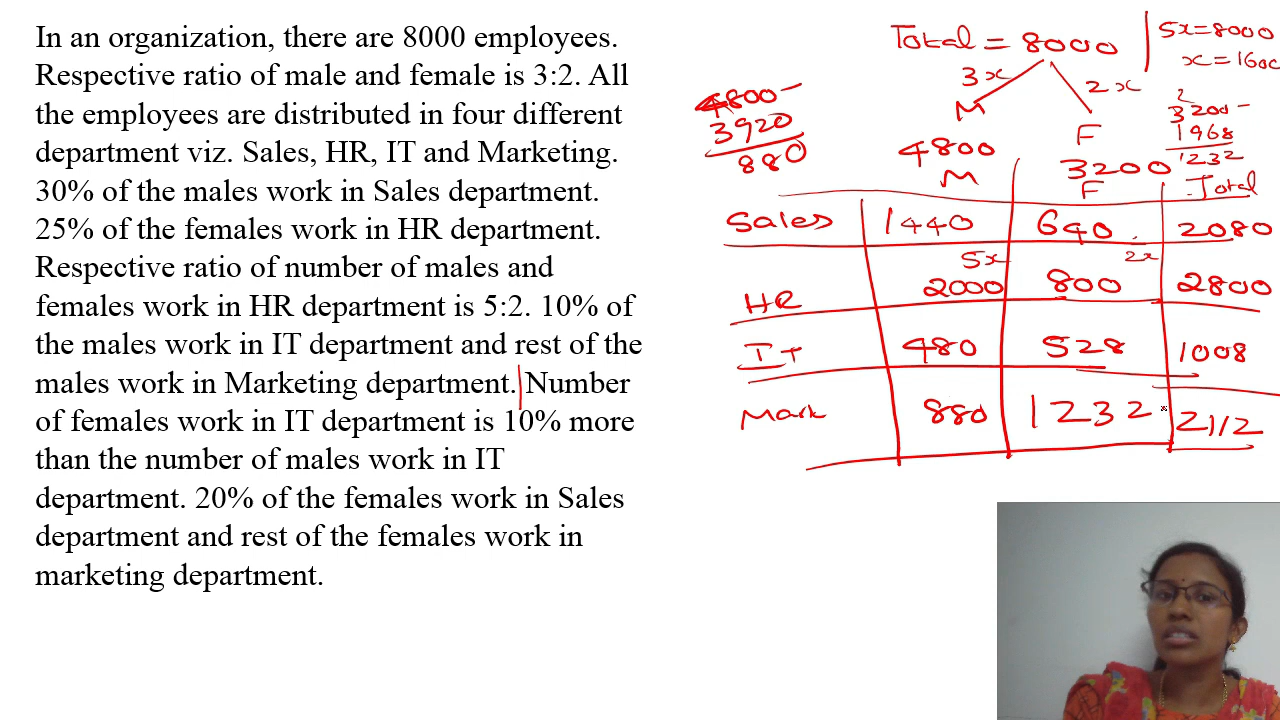 In an organization, there are 8000 employees.
Respective ratio of male and female is 3:2. All
the employees are distributed in four different
department viz. Sales, HR, IT and Marketing.
30% of the males work in Sales department.
25% of the females work in HR department.
Respective ratio of number of males and
females work in HR department is 5:2. 10% of
the males work in IT department and rest of the
males work in Marketing department. Number
of females work in IT department is 10% more
than the number of males work in IT
department. 20% of the females work in Sales
department and rest of the females work in
marketing department.
Total = 8000
5x=8000
x=1600
3x 2x
M F
4800 3200
4800-
3920
880
2
3200-
1968
1232
M F Total
Sales 1440 640 2080
5x 2x
HR 2000 800 2800
IT 480 528 1008
Mark 880 1232 2112